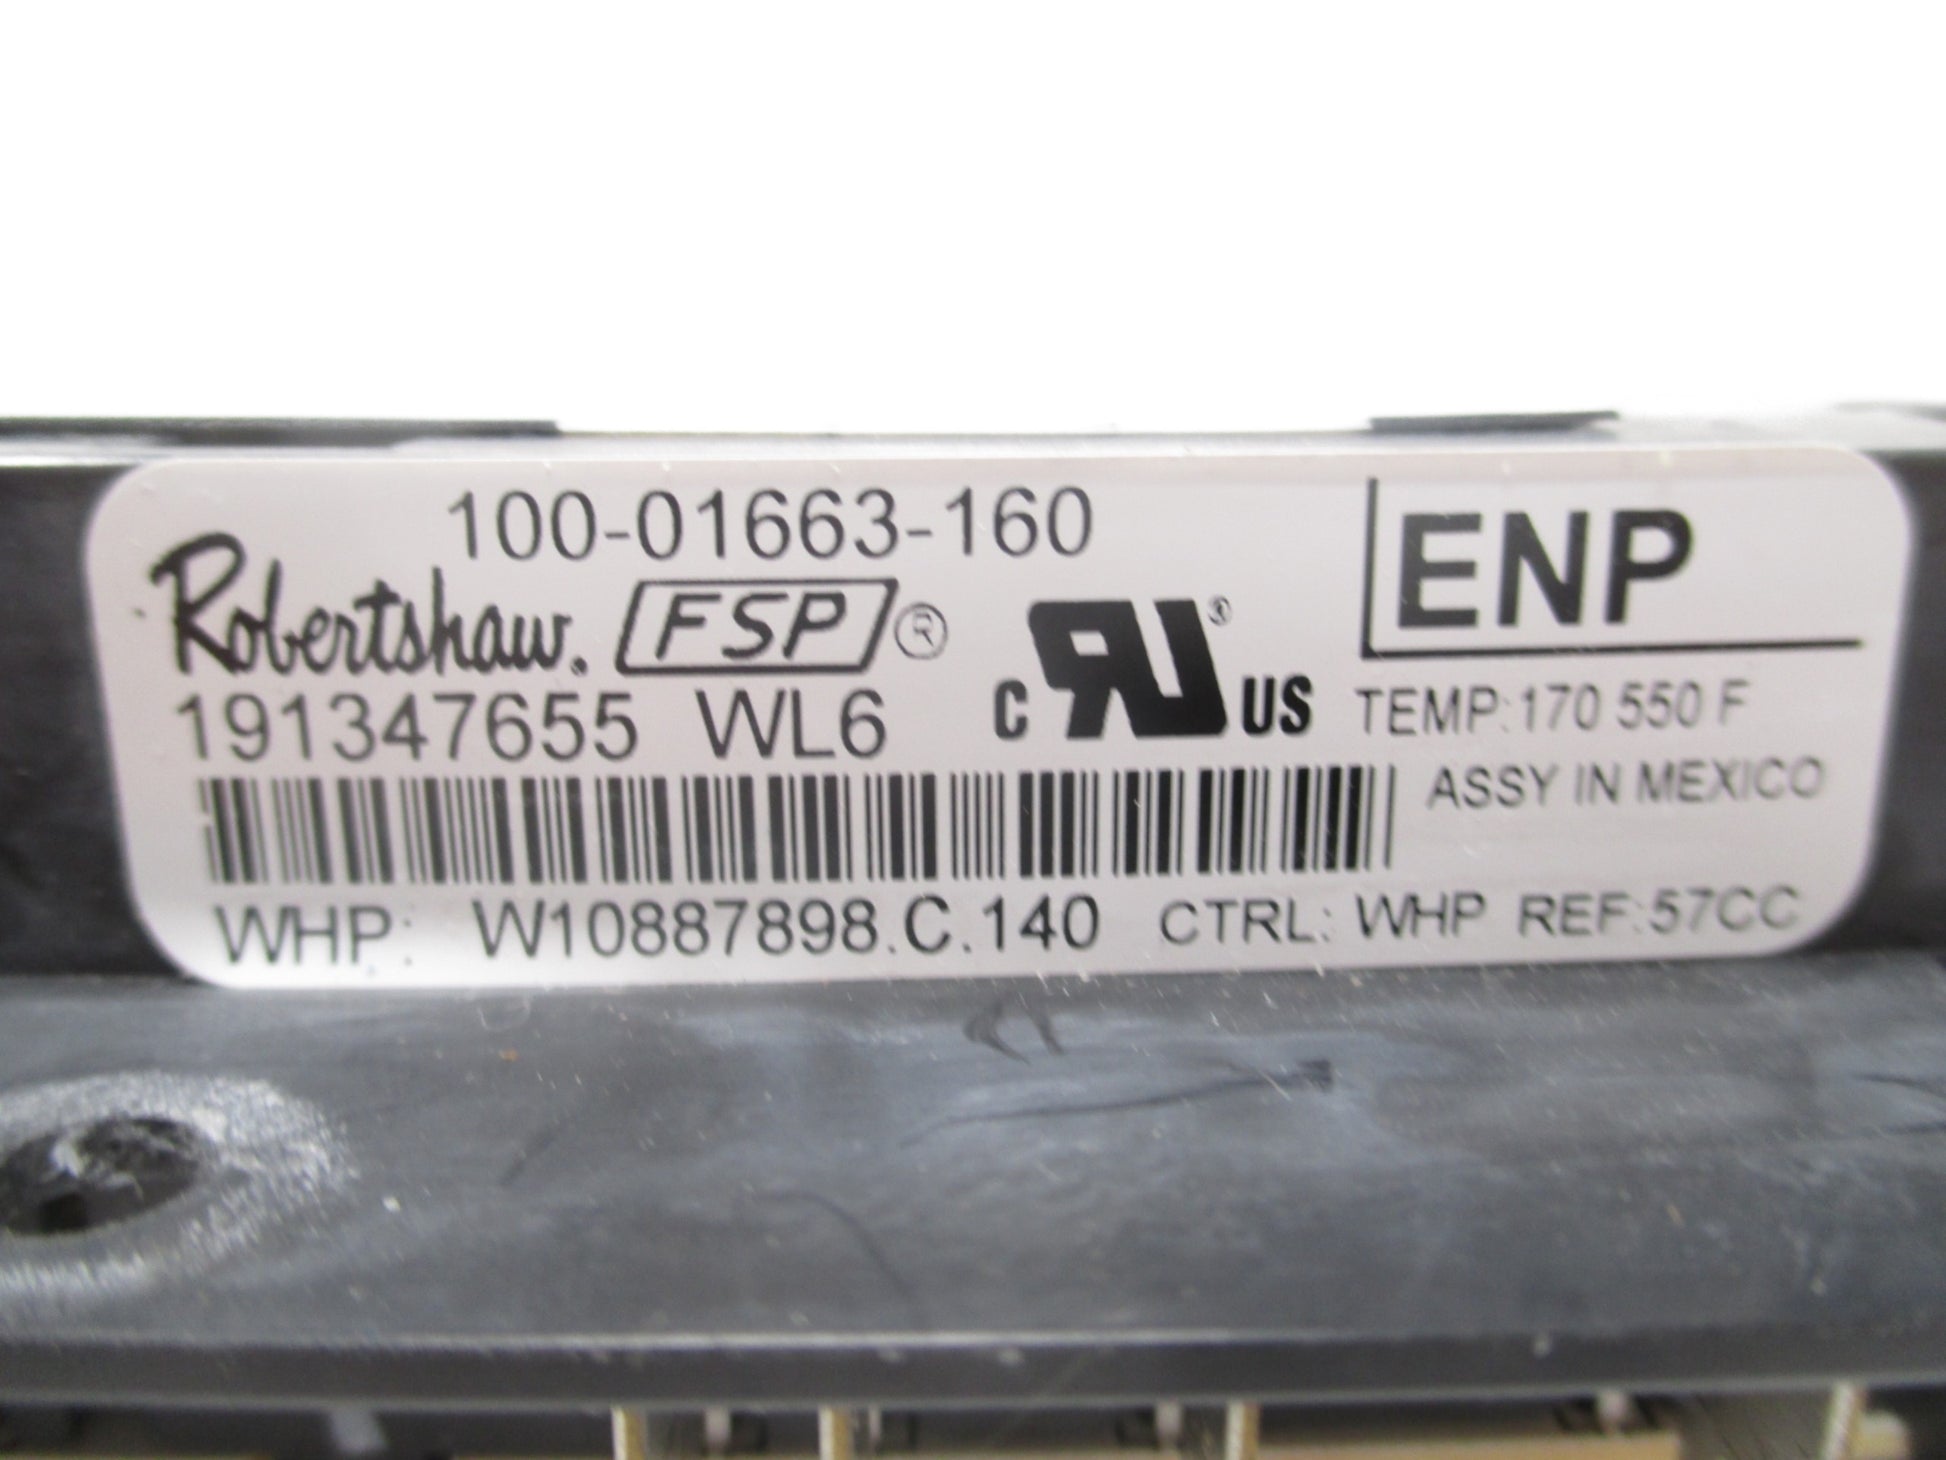 100-01663-160
Robertshaw. FSP ®
ENP
191347655 WL6
C RU ® US
TEMP:170 550 F
ASSY IN MEXICO
WHP: W10887898.C.140 CTRL: WHP REF:57CC